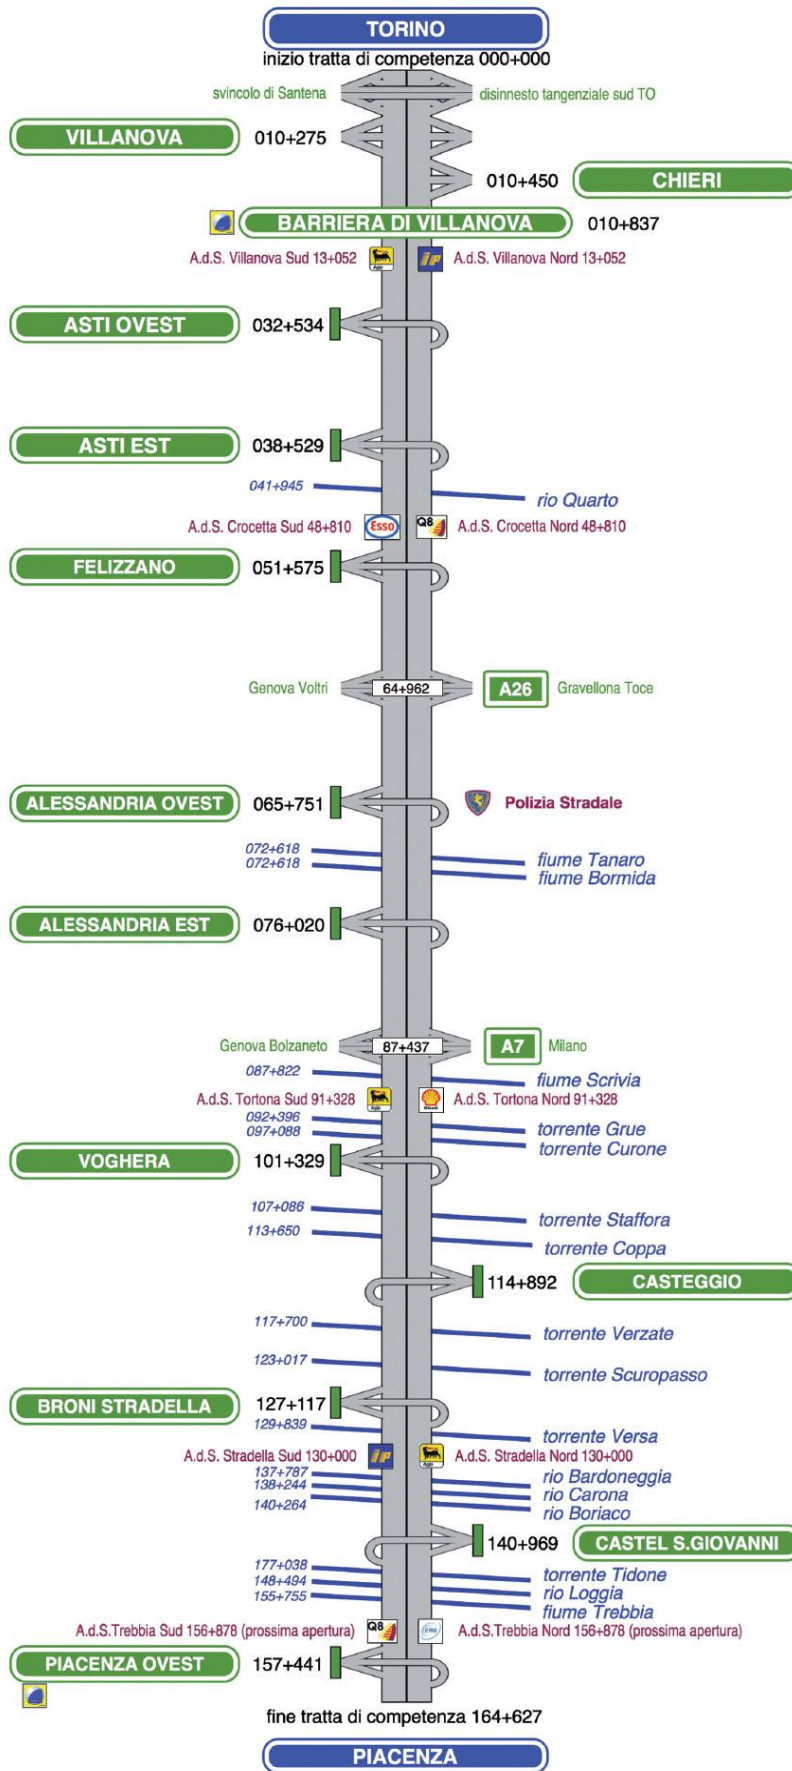 TORINO
inizio tratta di competenza 000+000
svincolo di Santena disinnesto tangenziale sud TO
VILLANOVA 010+275
010+450 CHIERI
BARRIERA DI VILLANOVA 010+837
A.d.S. Villanova Sud 13+052 Agip IP A.d.S. Villanova Nord 13+052
ASTI OVEST 032+534
ASTI EST 038+529
041+945 rio Quarto
A.d.S. Crocetta Sud 48+810 Esso Q8 A.d.S. Crocetta Nord 48+810
FELIZZANO 051+575
Genova Voltri 64+962 A26 Gravellona Toce
ALESSANDRIA OVEST 065+751 Polizia Stradale
072+618 fiume Tanaro
072+618 fiume Bormida
ALESSANDRIA EST 076+020
Genova Bolzaneto 87+437 A7 Milano
087+822 fiume Scrivia
A.d.S. Tortona Sud 91+328 Agip A.d.S. Tortona Nord 91+328
092+396 torrente Grue
097+088 torrente Curone
VOGHERA 101+329
107+086 torrente Staffora
113+650 torrente Coppa
114+892 CASTEGGIO
117+700 torrente Verzate
123+017 torrente Scuropasso
BRONI STRADELLA 127+117
129+839 torrente Versa
A.d.S. Stradella Sud 130+000 IP Agip A.d.S. Stradella Nord 130+000
137+787 rio Bardoneggia
138+244 rio Carona
140+264 rio Boriaco
140+969 CASTEL S.GIOVANNI
177+038 torrente Tidone
148+494 rio Loggia
155+755 fiume Trebbia
A.d.S.Trebbia Sud 156+878 (prossima apertura) Q8 A.d.S.Trebbia Nord 156+878 (prossima apertura)
PIACENZA OVEST 157+441
fine tratta di competenza 164+627
PIACENZA